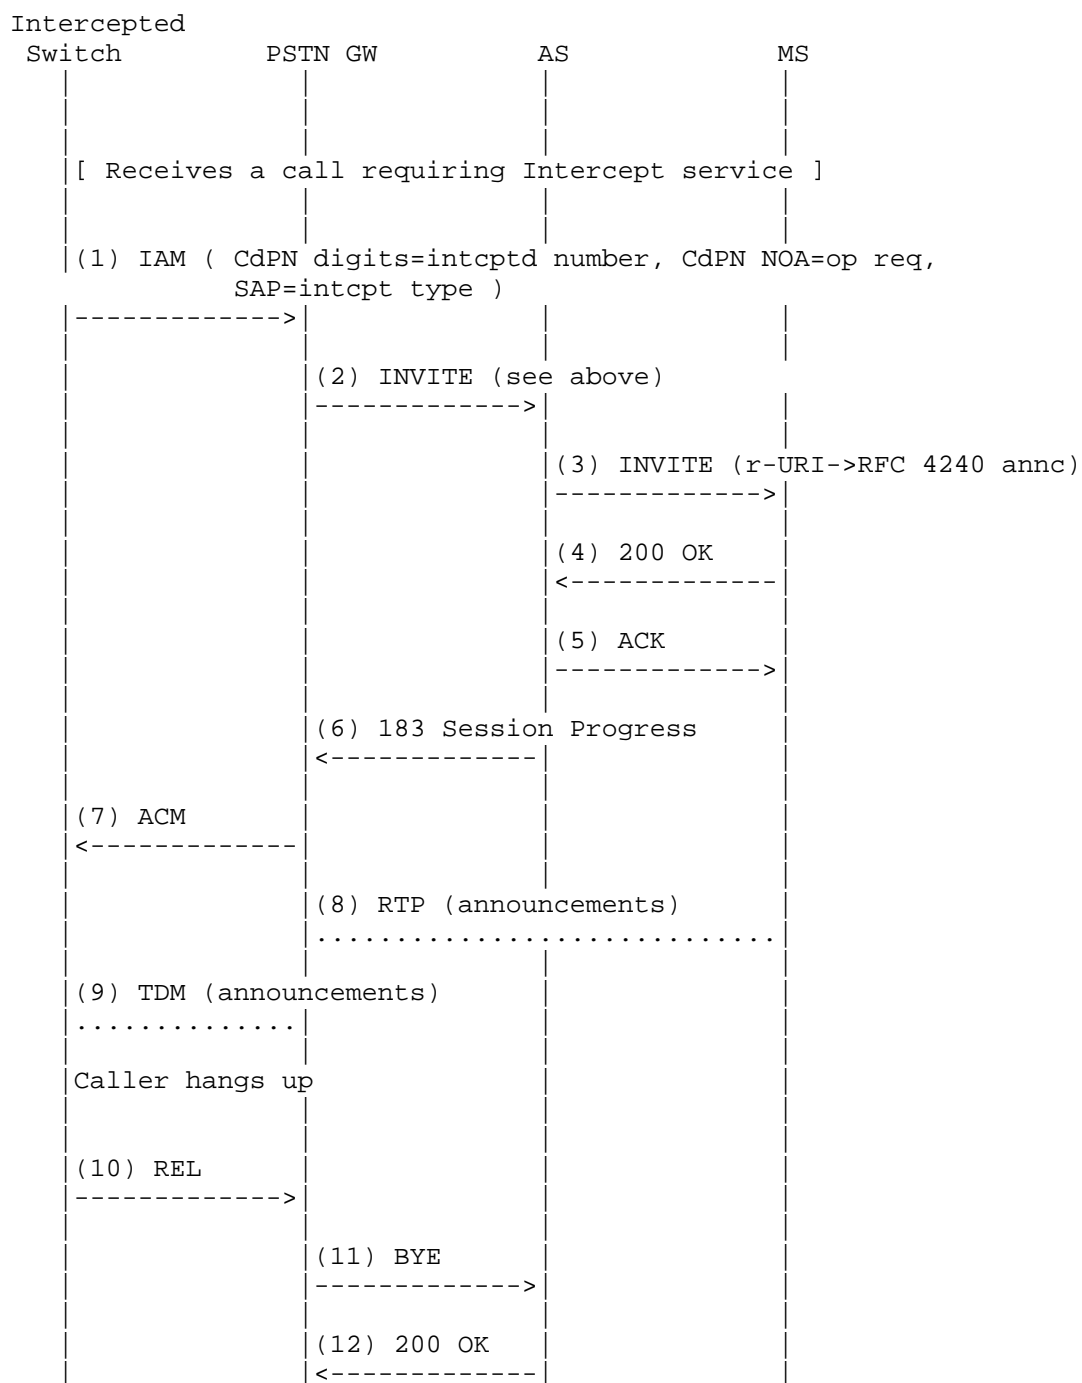 Intercepted
Switch PSTN GW AS MS
[ Receives a call requiring Intercept service ]
(1) IAM ( CdPN digits=intcptd number, CdPN NOA=op req,
SAP=intcpt type )
(2) INVITE (see above)
(3) INVITE (r-URI->RFC 4240 annc)
(4) 200 OK
(5) ACK
(6) 183 Session Progress
(7) ACM
(8) RTP (announcements)
(9) TDM (announcements)
Caller hangs up
(10) REL
(11) BYE
(12) 200 OK